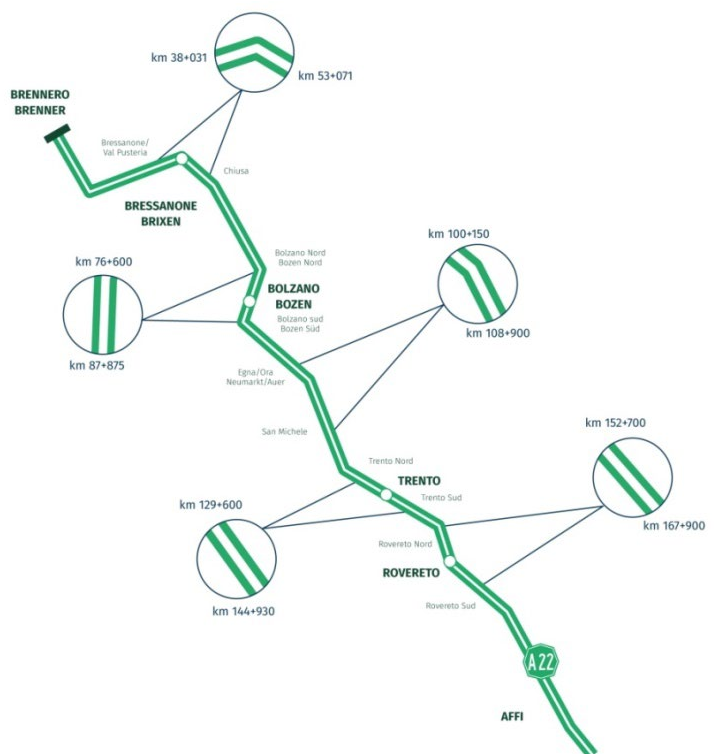 km 38+031
km 53+071
BRENNERO
BRENNER
Bressanone/
Val Pusteria
Chiusa
BRESSANONE
BRIXEN
km 100+150
Bolzano Nord
Bozen Nord
km 76+600
BOLZANO
BOZEN
Bolzano sud
Bozen Süd
km 108+900
km 87+875
Egna/Ora
Neumarkt/Auer
km 152+700
San Michele
Trento Nord
TRENTO
Trento Sud
km 129+600
km 167+900
Rovereto Nord
ROVERETO
Rovereto Sud
km 144+930
A22
AFFI